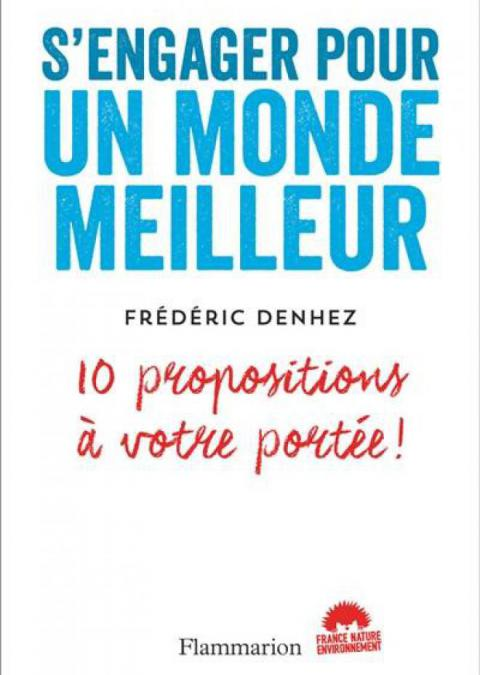 S'ENGAGER POUR
UN MONDE
MEILLEUR
FRÉDÉRIC DENHEZ
10 propositions
à votre portée !
Flammarion
FRANCE NATURE
ENVIRONNEMENT